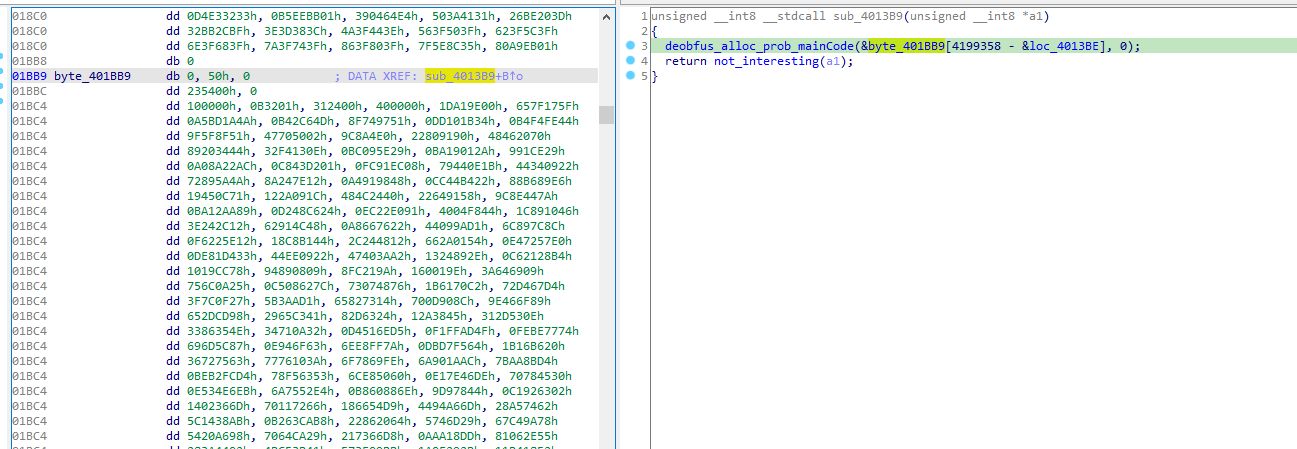 018C0 dd 0D4E33233h, 0B5EEBB01h, 390464E4h, 503A4131h, 26BE203Dh
018C0 dd 32BB2CBFh, 3E3D383Ch, 4A3F443Eh, 563F503Fh, 623F5C3Fh
018C0 dd 6E3F683Fh, 7A3F743Fh, 863F803Fh, 7F5E8C35h, 80A9EB01h
01BB8 db 0
01BB9 byte_401BB9 db 0, 50h, 0 ; DATA XREF: sub_4013B9+Bfo
01BBC dd 235400h, 0
01BC4 dd 100000h, 0B3201h, 312400h, 400000h, 1DA19E00h, 657F175Fh
01BC4 dd 0A5BD1A4Ah, 0B42C64Dh, 8F749751h, 0DD101B34h, 0B4F4FE44h
01BC4 dd 9F5F8F51h, 47705002h, 9C8A4E0h, 22809190h, 48462070h
01BC4 dd 89203444h, 32F4130Eh, 0BC095E29h, 0BA19012Ah, 991CE29h
01BC4 dd 0A08A22ACh, 0C843D201h, 0FC91EC08h, 79440E1Bh, 44340922h
01BC4 dd 72895A4Ah, 8A247E12h, 0A4919848h, 0CC44B422h, 88B689E6h
01BC4 dd 19450C71h, 122A091Ch, 484C2440h, 22649158h, 9C8E447Ah
01BC4 dd 0BA12AA89h, 0D248C624h, 0EC22E091h, 4004F844h, 1C891046h
01BC4 dd 3E242C12h, 62914C48h, 0A8667622h, 44099AD1h, 6C897C8Ch
01BC4 dd 0F6225E12h, 18C8B144h, 2C244812h, 662A0154h, 0E47257E0h
01BC4 dd 0DE81D433h, 44EE0922h, 47403AA2h, 1324892Eh, 0C62128B4h
01BC4 dd 1019CC78h, 94890809h, 8FC219Ah, 160019Eh, 3A646909h
01BC4 dd 756C0A25h, 0C508627Ch, 73074876h, 1B6170C2h, 72D467D4h
01BC4 dd 3F7C0F27h, 5B3AAD1h, 65827314h, 700D908Ch, 9E466F89h
01BC4 dd 652DCD98h, 2965C341h, 82D6324h, 12A3845h, 312D530Eh
01BC4 dd 3386354Eh, 34710A32h, 0D4516ED5h, 0F1FFAD4Fh, 0FEBE7774h
01BC4 dd 696D5C87h, 0E946F63h, 6EE8FF7Ah, 0DBD7F564h, 1B16B620h
01BC4 dd 36727563h, 7776103Ah, 6F7869FEh, 6A901AACh, 7BAA8BD4h
01BC4 dd 0BEB2FCD4h, 78F56353h, 6CE85060h, 0E17E46DEh, 70784530h
01BC4 dd 0E534E6EBh, 6A7552E4h, 0B860886Eh, 9D97844h, 0C1926302h
01BC4 dd 1402366Dh, 70117266h, 186654D9h, 4494A66Dh, 28A57462h
01BC4 dd 5C1438ABh, 0B263CAB8h, 22862064h, 5746D29h, 67C49A78h
01BC4 dd 5420A698h, 7064CA29h, 217366D8h, 0AAA18DDh, 81062E55h
1 unsigned __int8 __stdcall sub_4013B9(unsigned __int8 *a1)
2 {
3 deobfus_alloc_prob_mainCode(&byte_401BB9[4199358 - &loc_4013BE], 0);
4 return not_interesting(a1);
5 }